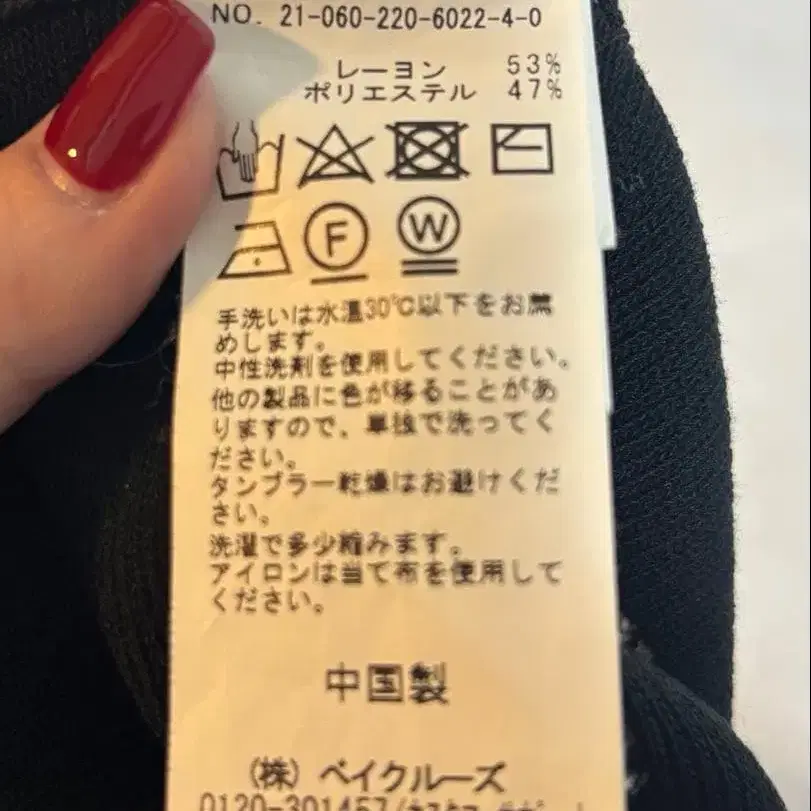 NO. 21-060-220-6022-4-0
レーヨン 53%
ポリエステル 47%
F W
手洗いは水温30℃以下をお薦
めします。
中性洗剤を使用してください。
他の製品に色が移ることがあ
りますので、単独で洗ってく
ださい。
タンブラー乾燥はお避けくだ
さい。
洗濯で多少縮みます。
アイロンは当て布を使用して
ください。
中国製
(株) ベイクルーズ
0120-301457